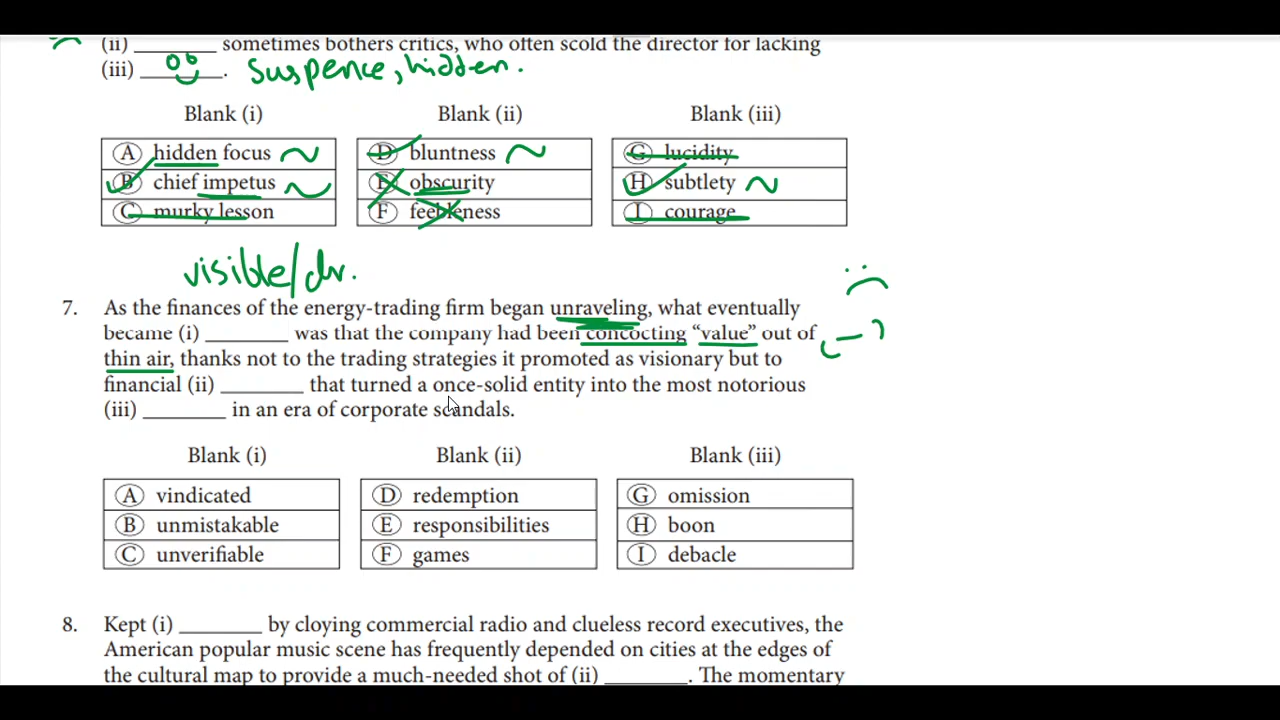 (ii) ________ sometimes bothers critics, who often scold the director for lacking
(iii) ________. suspence, hidden.
Blank (i) Blank (ii) Blank (iii)
A hidden focus D bluntness G lucidity
B chief impetus E obscurity H subtlety
C murky lesson F feebleness I courage
visible/
7. As the finances of the energy-trading firm began unraveling, what eventually
became (i) ________ was that the company had been concocting “value” out of
thin air, thanks not to the trading strategies it promoted as visionary but to
financial (ii) ________ that turned a once-solid entity into the most notorious
(iii) ________ in an era of corporate scandals.
Blank (i) Blank (ii) Blank (iii)
A vindicated D redemption G omission
B unmistakable E responsibilities H boon
C unverifiable F games I debacle
8. Kept (i) ________ by cloying commercial radio and clueless record executives, the
American popular music scene has frequently depended on cities at the edges of
the cultural map to provide a much-needed shot of (ii) ________. The momentary